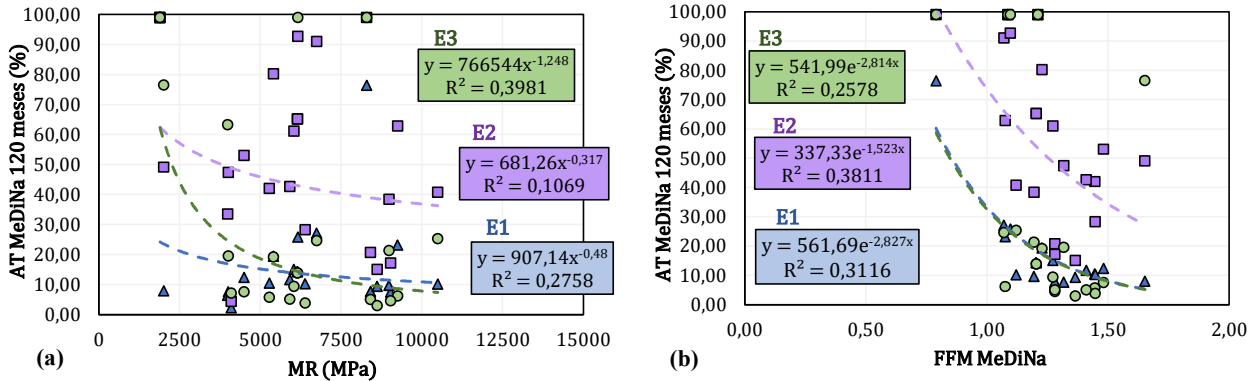 AT MeDiNa 120 meses (%)
100,00
90,00
80,00
70,00
60,00
50,00
40,00
30,00
20,00
10,00
0,00
E3
y = 766544x^-1,248
R² = 0,3981
E2
y = 681,26x^-0,317
R² = 0,1069
E1
y = 907,14x^-0,48
R² = 0,2758
0
2500
5000
7500
10000
12500
15000
MR (MPa)
(a)
AT MeDiNa 120 meses (%)
100,00
90,00
80,00
70,00
60,00
50,00
40,00
30,00
20,00
10,00
0,00
E3
y = 541,99e^-2,814x
R² = 0,2578
E2
y = 337,33e^-1,523x
R² = 0,3811
E1
y = 561,69e^-2,827x
R² = 0,3116
0,00
0,50
1,00
1,50
2,00
FFM MeDiNa
(b)